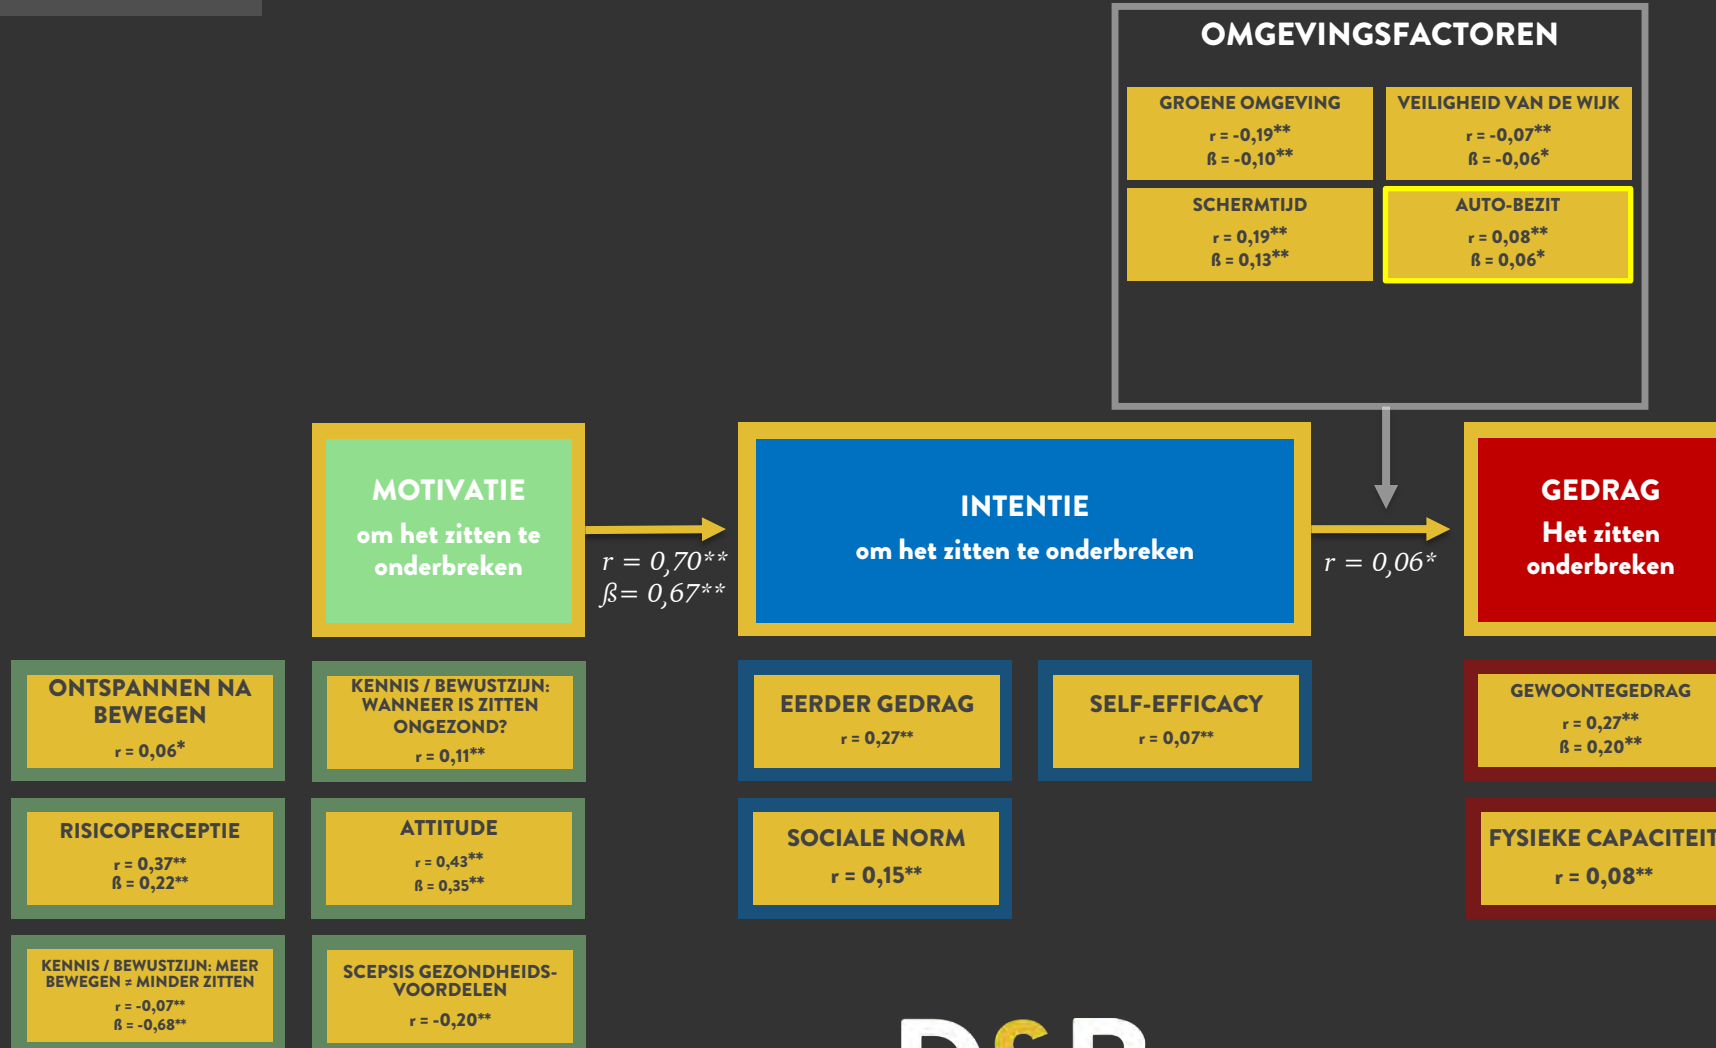 OMGEVINGSFACTOREN
GROENE OMGEVING
r = -0,19**
ß = -0,10**
VEILIGHEID VAN DE WIJK
r = -0,07**
ß = -0,06*
SCHERMTIJD
r = 0,19**
ß = 0,13**
AUTO-BEZIT
r = 0,08**
ß = 0,06*
MOTIVATIE
om het zitten te
onderbreken
r = 0,70**
ß= 0,67**
INTENTIE
om het zitten te onderbreken
r = 0,06*
GEDRAG
Het zitten
onderbreken
ONTSPANNEN NA
BEWEGEN
r = 0,06*
KENNIS / BEWUSTZIJN:
WANNEER IS ZITTEN
ONGEZOND?
r = 0,11**
EERDER GEDRAG
r = 0,27**
SELF-EFFICACY
r = 0,07**
GEWOONTEGEDRAG
r = 0,27**
ß = 0,20**
RISICOPERCEPTIE
r = 0,37**
ß = 0,22**
ATTITUDE
r = 0,43**
ß = 0,35**
SOCIALE NORM
r = 0,15**
FYSIEKE CAPACITEIT
r = 0,08**
KENNIS / BEWUSTZIJN: MEER
BEWEGEN ≠ MINDER ZITTEN
r = -0,07**
ß = -0,68**
SCEPSIS GEZONDHEIDS-
VOORDELEN
r = -0,20**